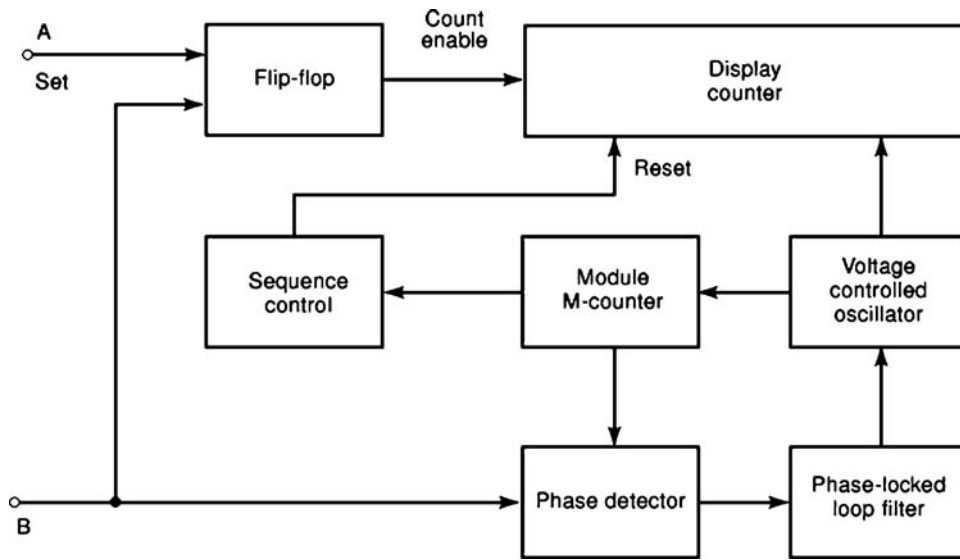 A
Set
Flip-flop
Count
enable
Display
counter
Reset
Sequence
control
Module
M-counter
Voltage
controlled
oscillator
B
Phase detector
Phase-locked
loop filter